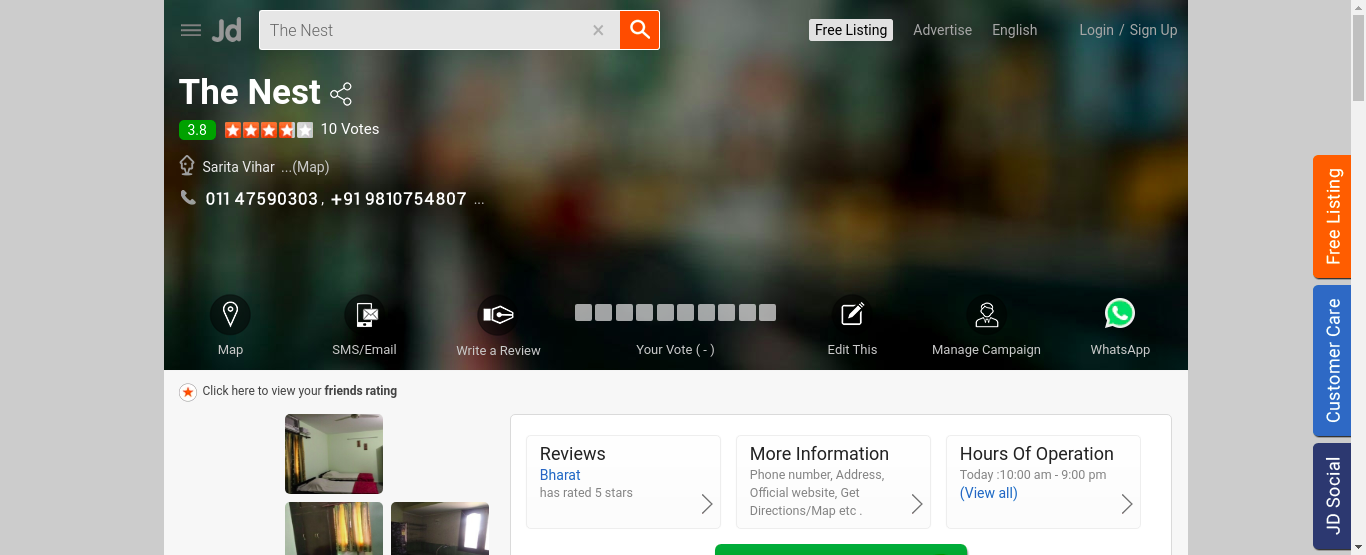 Jd
The Nest
Free Listing
Advertise
English
Login / Sign Up
The Nest
3.8
10 Votes
Sarita Vihar ...(Map)
011 47590303 , +91 9810754807 ...
Map
SMS/Email
Write a Review
Your Vote ( - )
Edit This
Manage Campaign
WhatsApp
Click here to view your friends rating
Reviews
Bharat
has rated 5 stars
More Information
Phone number, Address,
Official website, Get
Directions/Map etc .
Hours Of Operation
Today :10:00 am - 9:00 pm
(View all)
Free Listing
Customer Care
JD Social